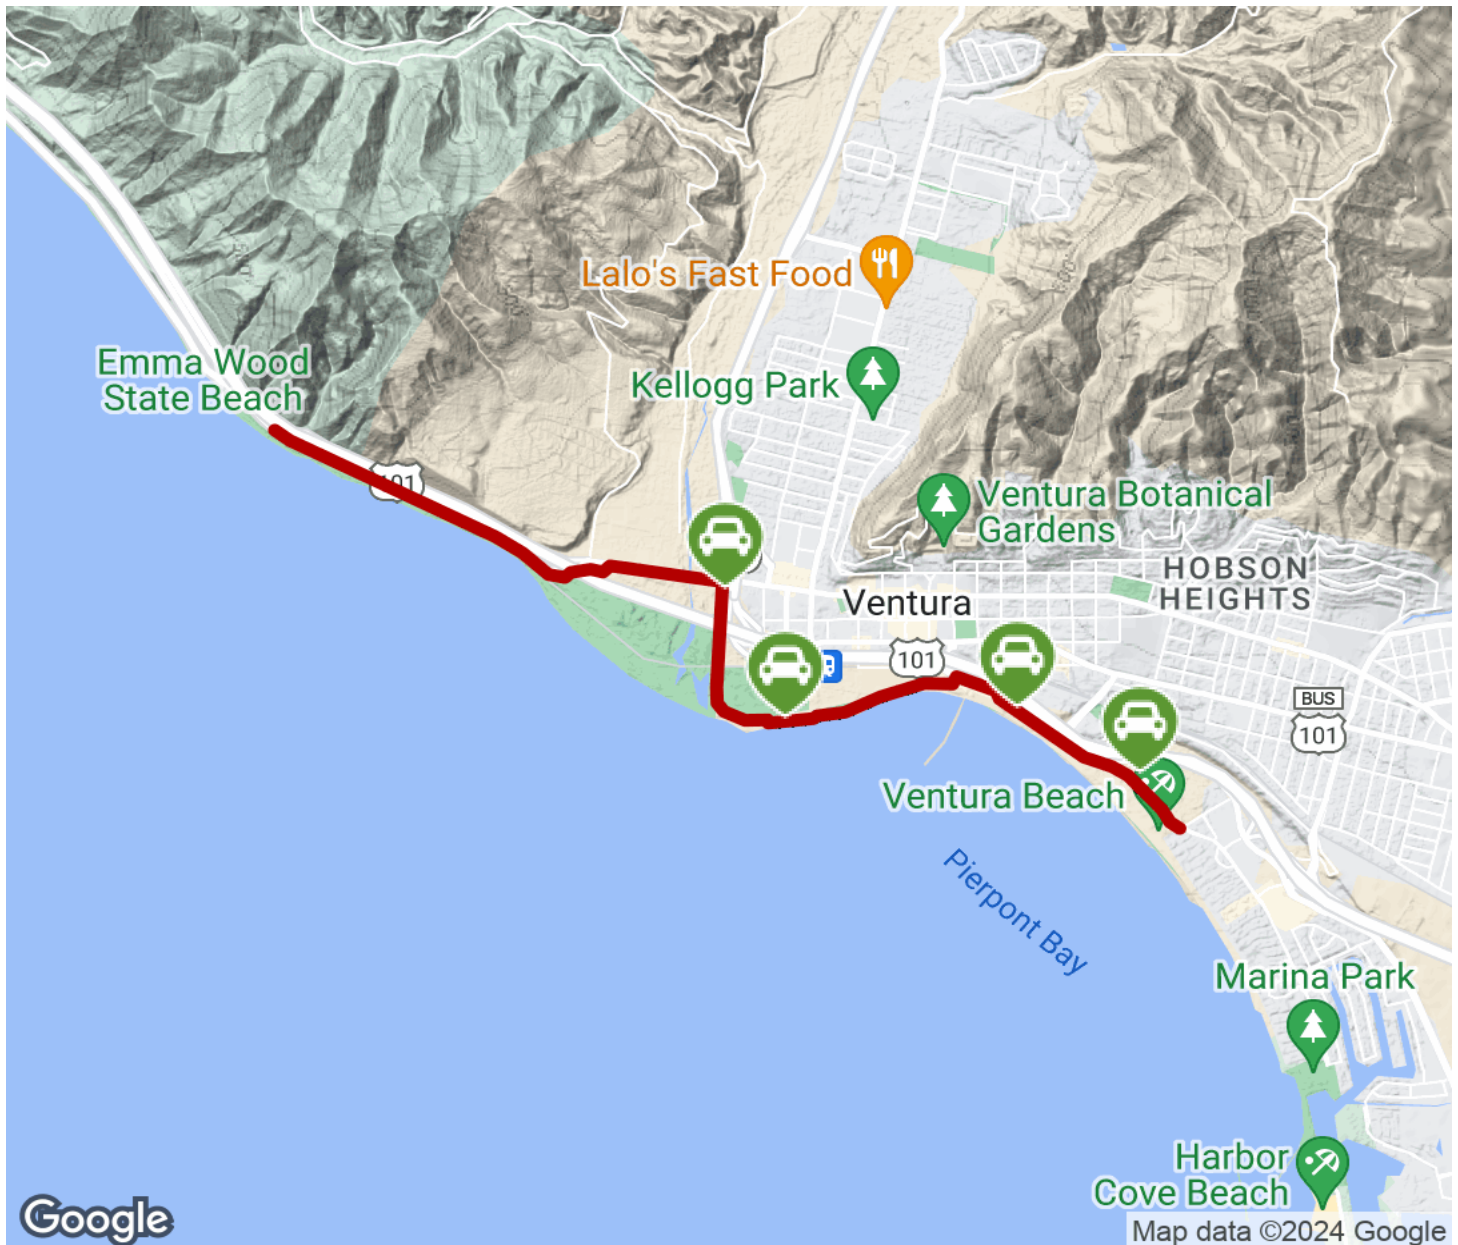 Lalo's Fast Food
Emma Wood
State Beach
Kellogg Park
101
Ventura Botanical
Gardens
HOBSON
HEIGHTS
Ventura
101
BUS
101
Ventura Beach
Pierpont Bay
Marina Park
Harbor
Cove Beach
Google
Map data ©2024 Google